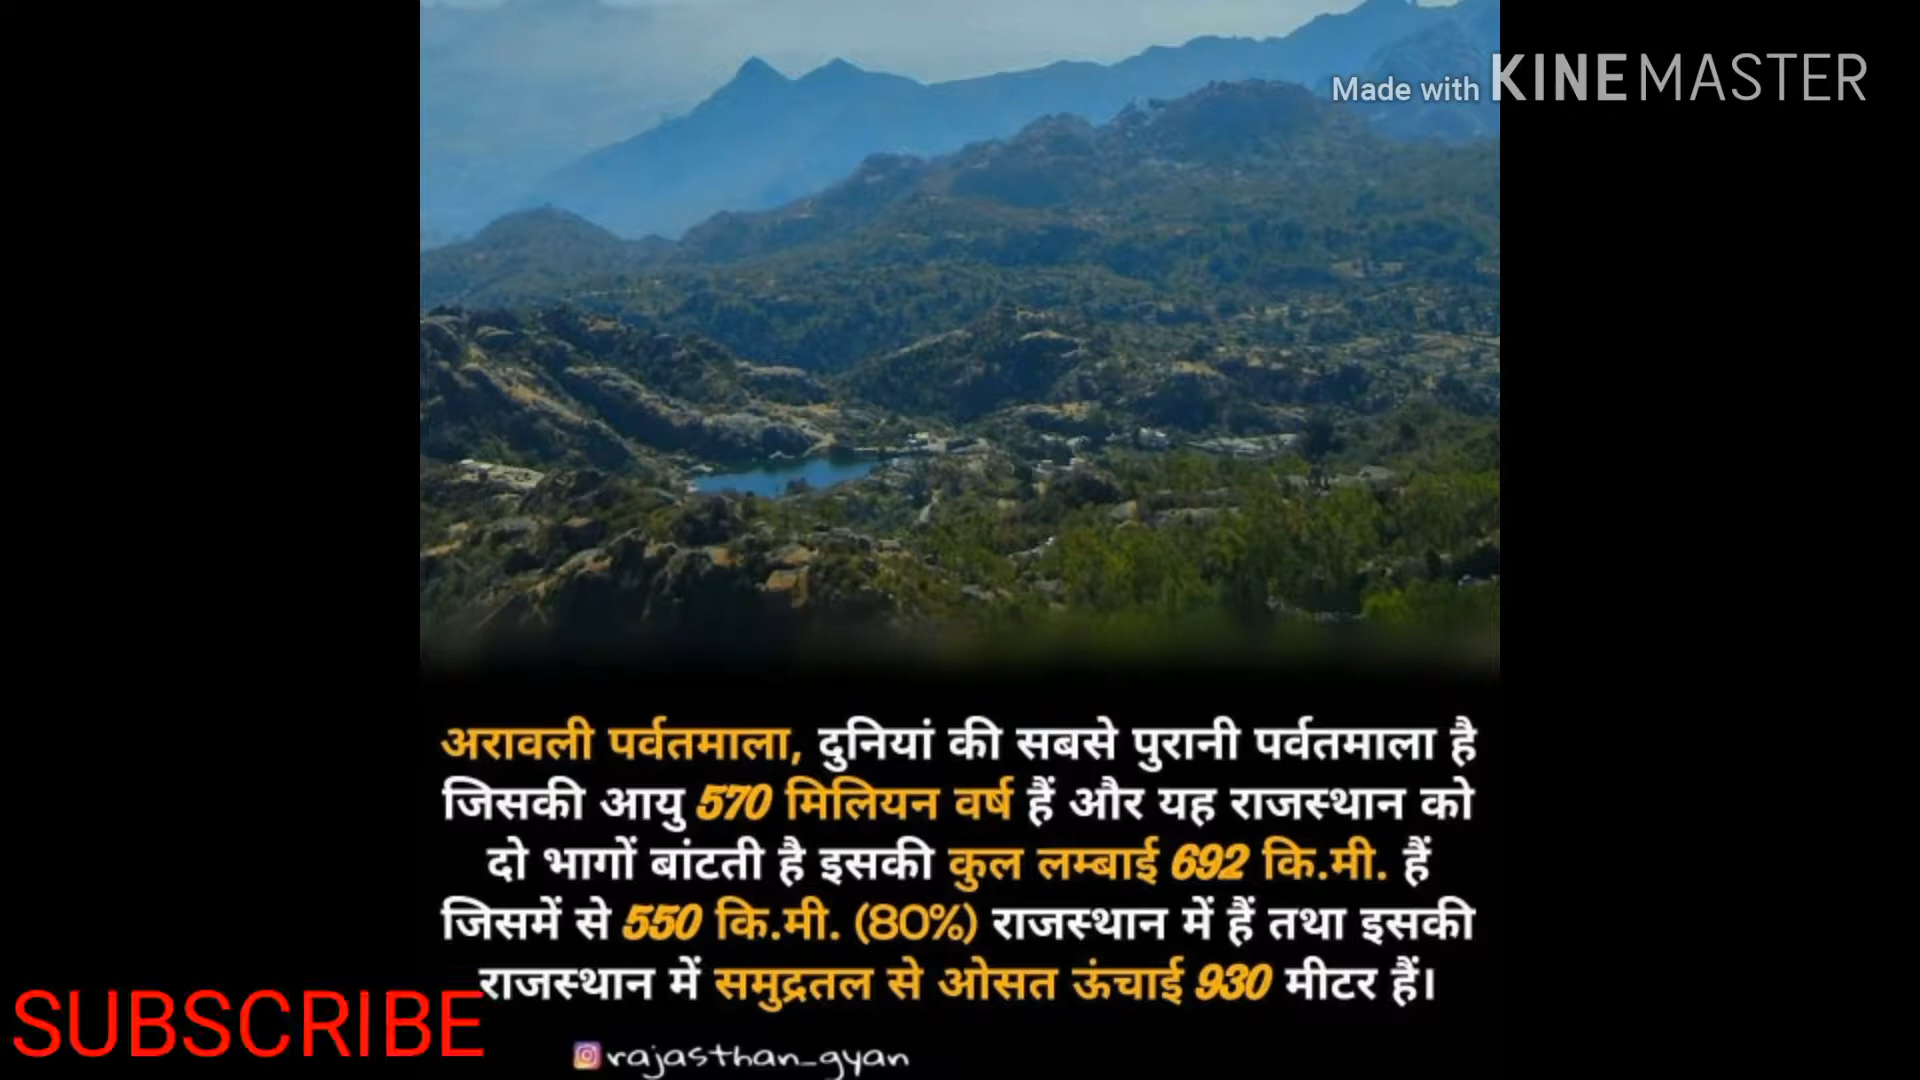 Made with KINEMASTER
अरावली पर्वतमाला, दुनियां की सबसे पुरानी पर्वतमाला है
जिसकी आयु 570 मिलियन वर्ष हैं और यह राजस्थान को
दो भागों बांटती है इसकी कुल लम्बाई 692 कि.मी. हैं
जिसमें से 550 कि.मी. (80%) राजस्थान में हैं तथा इसकी
राजस्थान में समुद्रतल से ओसत ऊंचाई 930 मीटर हैं।
SUBSCRIBE
rajasthan_gyan